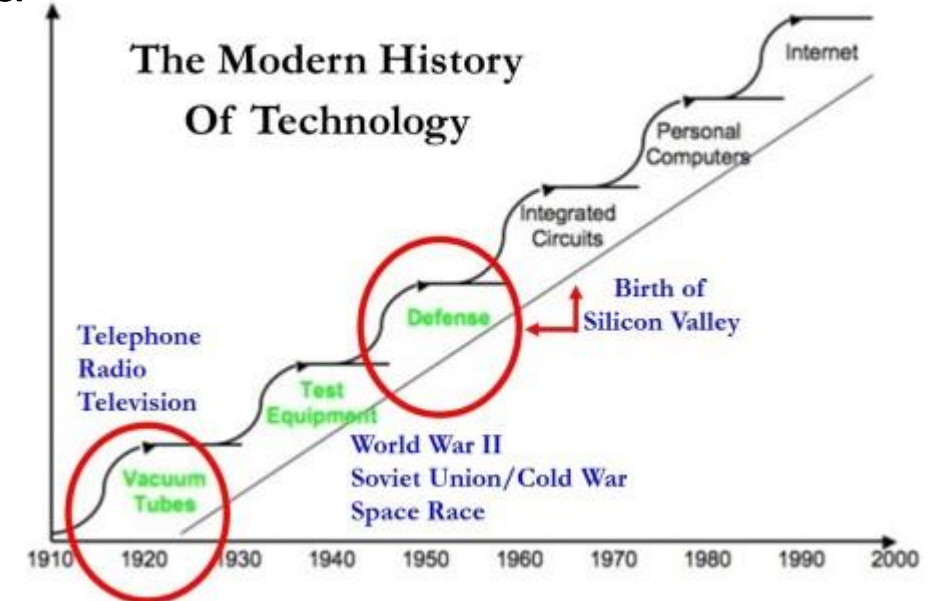 The Modern History
Of Technology
Internet
Personal
Computers
Integrated
Circuits
Birth of
Silicon Valley
Defense
Telephone
Radio
Television
Test
Equipment
World War II
Soviet Union/Cold War
Space Race
Vacuum
Tubes
1910 1920 1930 1940 1950 1960 1970 1980 1990 2000